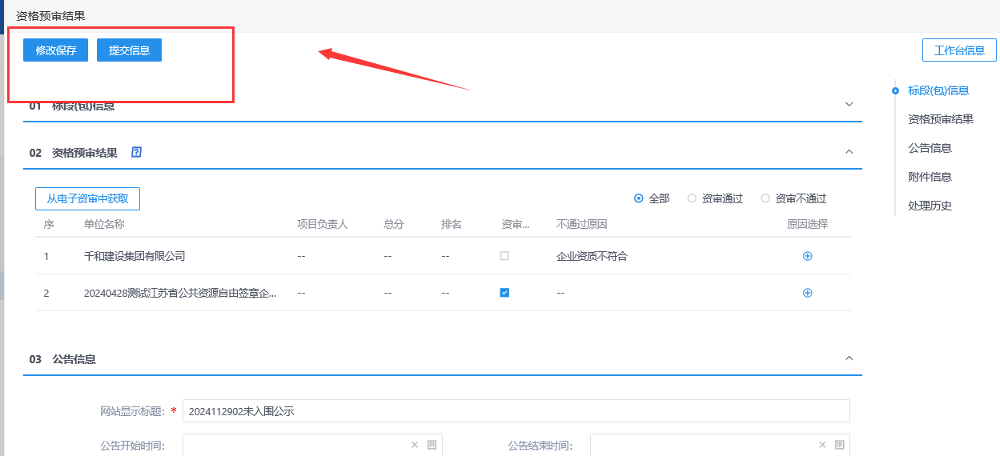 资格预审结果
修改保存 提交信息 工作台信息
01 标段(包)信息
标段(包)信息
资格预审结果
公告信息
附件信息
处理历史
02 资格预审结果 ?
从电子资审中获取 全部 资审通过 资审不通过
序 单位名称 项目负责人 总分 排名 资审... 不通过原因 原因选择
1 千和建设集团有限公司 -- -- -- 企业资质不符合
2 20240428测试江苏省公共资源自由签章企... -- -- -- --
03 公告信息
网站显示标题: * 2024112902未入围公示
公告开始时间: 公告结束时间: